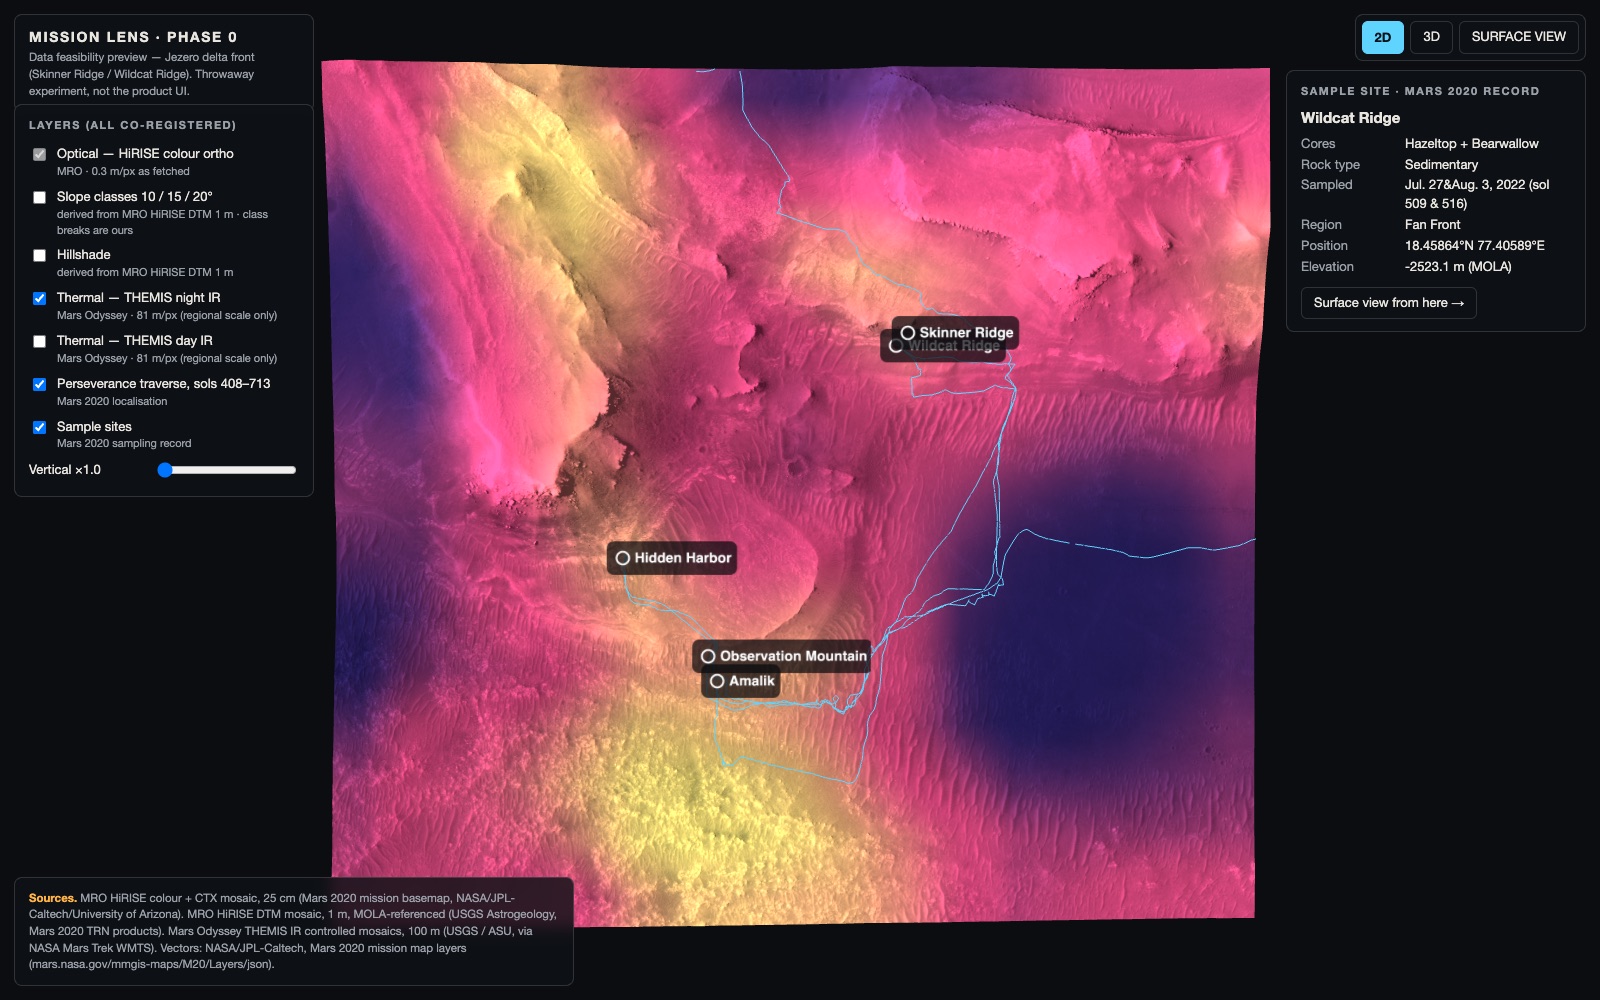 MISSION LENS · PHASE 0
Data feasibility preview — Jezero delta front
(Skinner Ridge / Wildcat Ridge). Throwaway
experiment, not the product UI.
LAYERS (ALL CO-REGISTERED)
Optical — HiRISE colour ortho
MRO · 0.3 m/px as fetched
Slope classes 10 / 15 / 20°
derived from MRO HiRISE DTM 1 m · class
breaks are ours
Hillshade
derived from MRO HiRISE DTM 1 m
Thermal — THEMIS night IR
Mars Odyssey · 81 m/px (regional scale only)
Thermal — THEMIS day IR
Mars Odyssey · 81 m/px (regional scale only)
Perseverance traverse, sols 408–713
Mars 2020 localisation
Sample sites
Mars 2020 sampling record
Vertical ×1.0
2D 3D SURFACE VIEW
SAMPLE SITE · MARS 2020 RECORD
Wildcat Ridge
Cores Hazeltop + Bearwallow
Rock type Sedimentary
Sampled Jul. 27&Aug. 3, 2022 (sol
509 & 516)
Region Fan Front
Position 18.45864°N 77.40589°E
Elevation -2523.1 m (MOLA)
Surface view from here →
Skinner Ridge
Wildcat Ridge
Hidden Harbor
Observation Mountain
Amalik
Sources. MRO HiRISE colour + CTX mosaic, 25 cm (Mars 2020 mission basemap, NASA/JPL-
Caltech/University of Arizona). MRO HiRISE DTM mosaic, 1 m, MOLA-referenced (USGS Astrogeology,
Mars 2020 TRN products). Mars Odyssey THEMIS IR controlled mosaics, 100 m (USGS / ASU, via
NASA Mars Trek WMTS). Vectors: NASA/JPL-Caltech, Mars 2020 mission map layers
(mars.nasa.gov/mmgis-maps/M20/Layers/json).